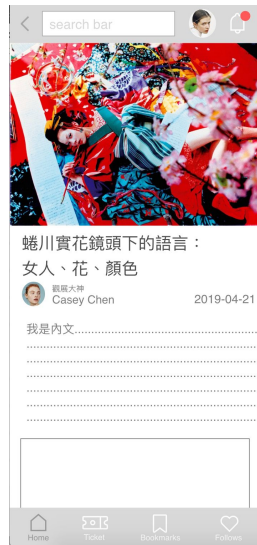 search bar
蜷川實花鏡頭下的語言：
女人、花、顏色
觀展大神
Casey Chen
2019-04-21
我是內文
Home
Ticket
Bookmarks
Follows